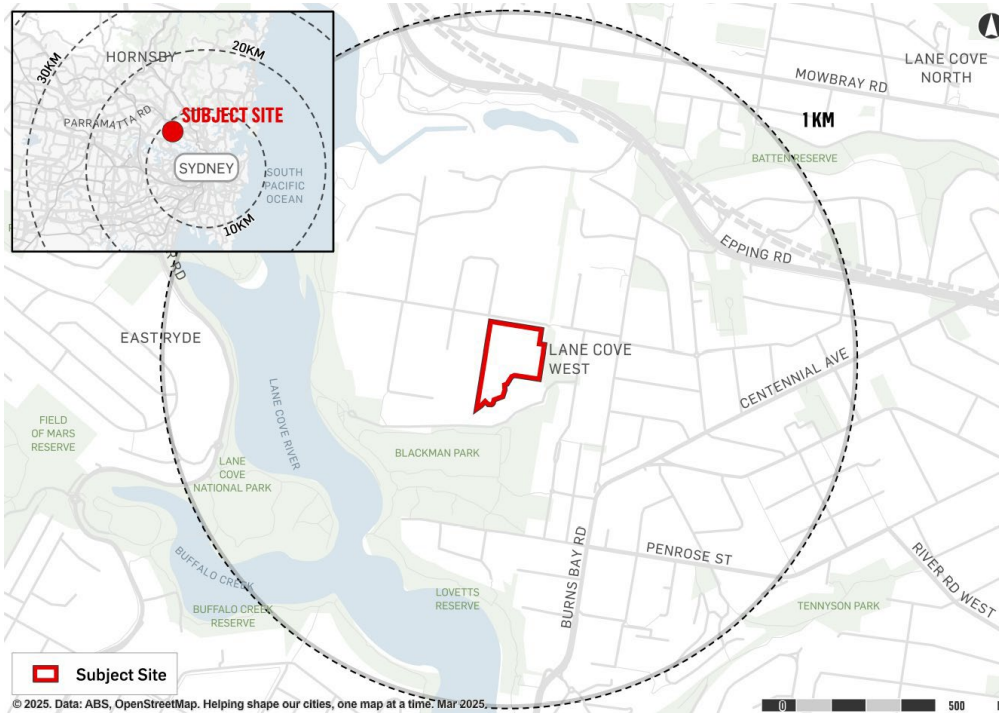 30KM
20KM
HORNSBY
PARRAMATTA RD
SUBJECT SITE
SYDNEY
SOUTH
PACIFIC
OCEAN
10KM
LANE COVE
NORTH
MOWBRAY RD
1 KM
BATTEN RESERVE
EPPING RD
RD
EAST RYDE
LANE COVE
WEST
CENTENNIAL AVE
LANE COVE RIVER
FIELD
OF MARS
RESERVE
BLACKMAN PARK
LANE
COVE
NATIONAL PARK
BUFFALO CREEK
BUFFALO CREEK
RESERVE
LOVETTS
RESERVE
BURNS BAY RD
PENROSE ST
RIVER RD WEST
TENNYSON PARK
Subject Site
© 2025. Data: ABS, OpenStreetMap. Helping shape our cities, one map at a time. Mar 2025.
0
500